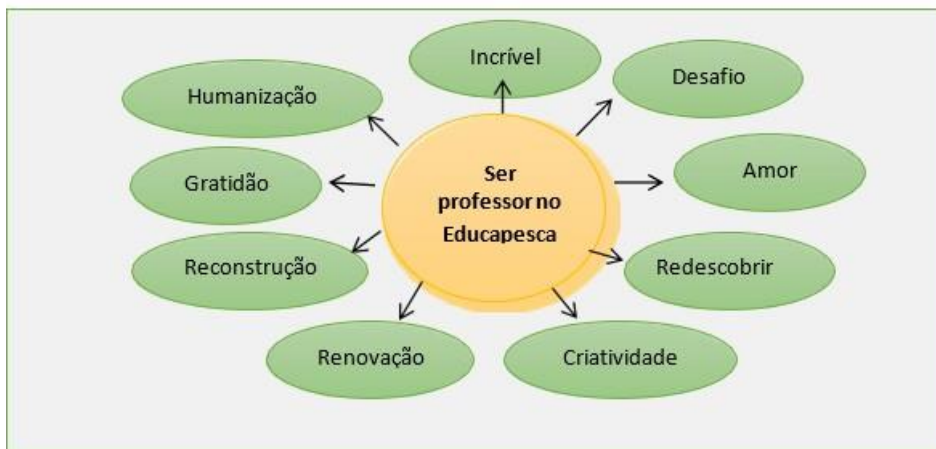 Incrível
Desafio
Humanização
Amor
Ser
professor no
Educapesca
Gratidão
Reconstrução
Redescobrir
Renovação
Criatividade